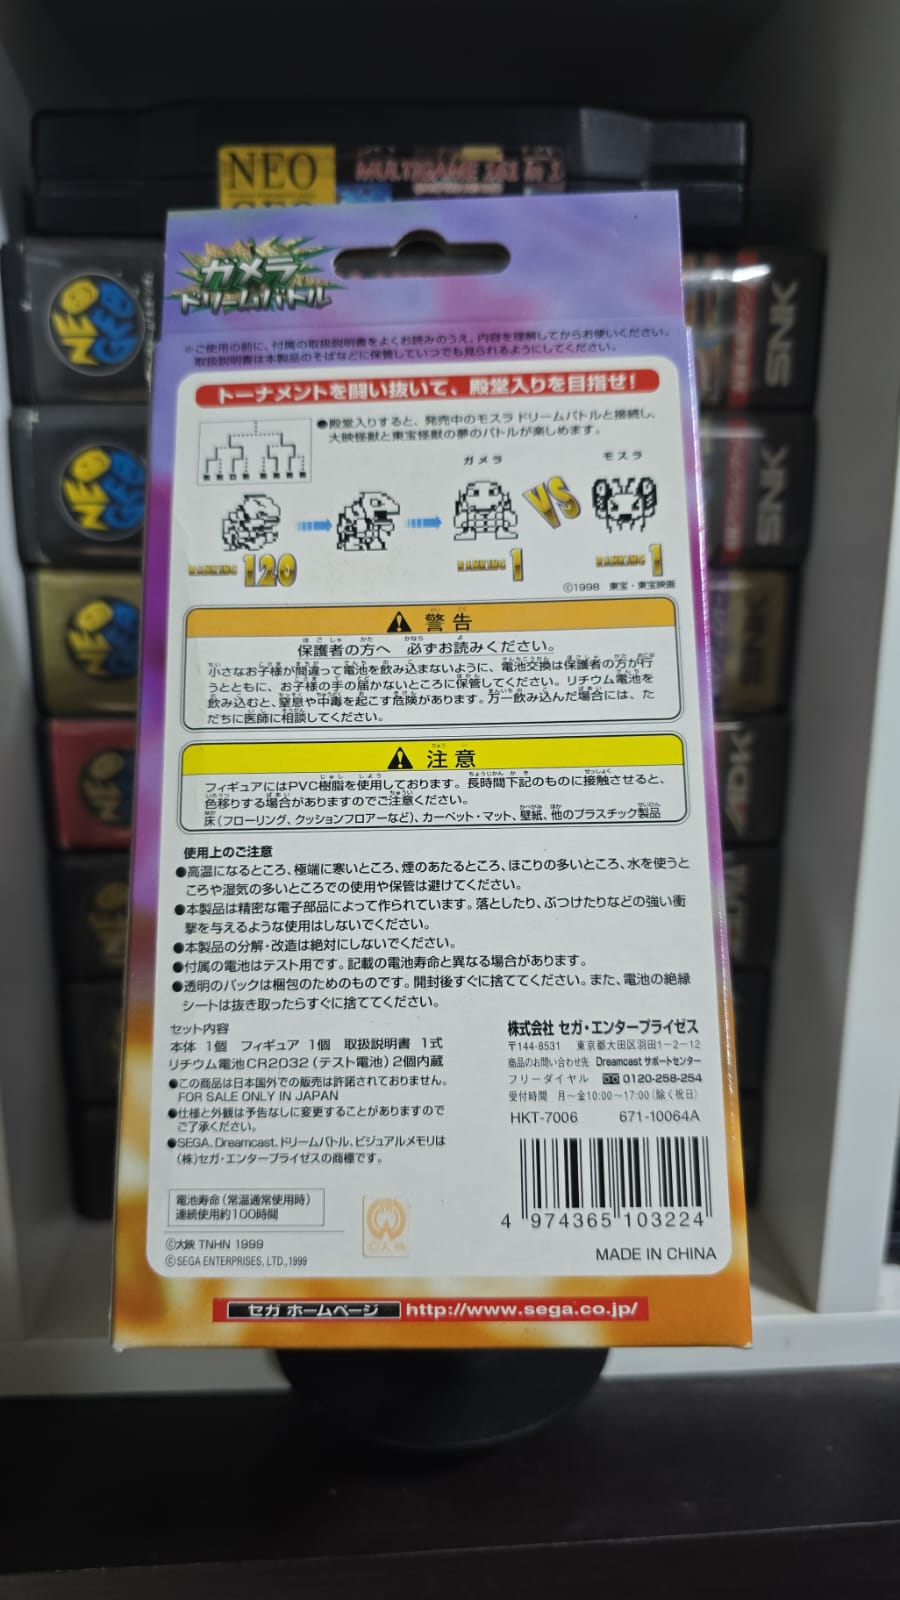 NEO
MULTIGAME 161 in 1
ガメラ
ドリームバトル
NEO GEO
SNK
※ご使用の前に、付属の取扱説明書をよくお読みのうえ、内容を理解してからお使いください。
取扱説明書は本製品のそばなどに保管していつでも見られるようにしてください。
トーナメントを闘い抜いて、殿堂入りを目指せ!
●殿堂入りすると、発売中のモスラ ドリームバトルと接続し、
大映怪獣と東宝怪獣の夢のバトルが楽しめます。
ガメラ
モスラ
VS
RANKING 120
RANKING 1
RANKING 1
©1998 東宝・東宝映画
NEO GEO
SNK
警告
保護者の方へ 必ずお読みください。
小さなお子様が間違って電池を飲み込まないように、電池交換は保護者の方が行
うとともに、お子様の手の届かないところに保管してください。リチウム電池を
飲み込むと、窒息や中毒を起こす危険があります。万一飲み込んだ場合には、た
だちに医師に相談してください。
注意
フィギュアにはPVC樹脂を使用しております。長時間下記のものに接触させると、
色移りする場合がありますのでご注意ください。
床(フローリング、クッションフロアーなど)、カーペット・マット、壁紙、他のプラスチック製品
ADK
使用上のご注意
●高温になるところ、極端に寒いところ、煙のあたるところ、ほこりの多いところ、水を使うと
ころや湿気の多いところでの使用や保管は避けてください。
●本製品は精密な電子部品によって作られています。落としたり、ぶつけたりなどの強い衝
撃を与えるような使用はしないでください。
●本製品の分解・改造は絶対にしないでください。
●付属の電池はテスト用です。記載の電池寿命と異なる場合があります。
●透明のパックは梱包のためのものです。開封後すぐに捨ててください。また、電池の絶縁
シートは抜き取ったらすぐに捨ててください。
セット内容
本体 1個 フィギュア 1個 取扱説明書 1式
リチウム電池CR2032(テスト電池)2個内蔵
●この商品は日本国外での販売は許諾されておりません。
FOR SALE ONLY IN JAPAN
●仕様と外観は予告なしに変更することがありますので
ご了承ください。
●SEGA、Dreamcast、ドリームバトル、ビジュアルメモリは
(株)セガ・エンタープライゼスの商標です。
株式会社 セガ・エンタープライゼス
〒144-8531 東京都大田区羽田1-2-12
商品のお問い合わせ先 Dreamcast サポートセンター
フリーダイヤル 0120-258-254
受付時間 月〜金10:00〜17:00(除く祝日)
HKT-7006 671-10064A
電池寿命(常温通常使用時)
連続使用約100時間
©大映 TNHN 1999
©SEGA ENTERPRISES, LTD.,1999
©大映
4 974365 103224
MADE IN CHINA
セガ ホームページ http://www.sega.co.jp/